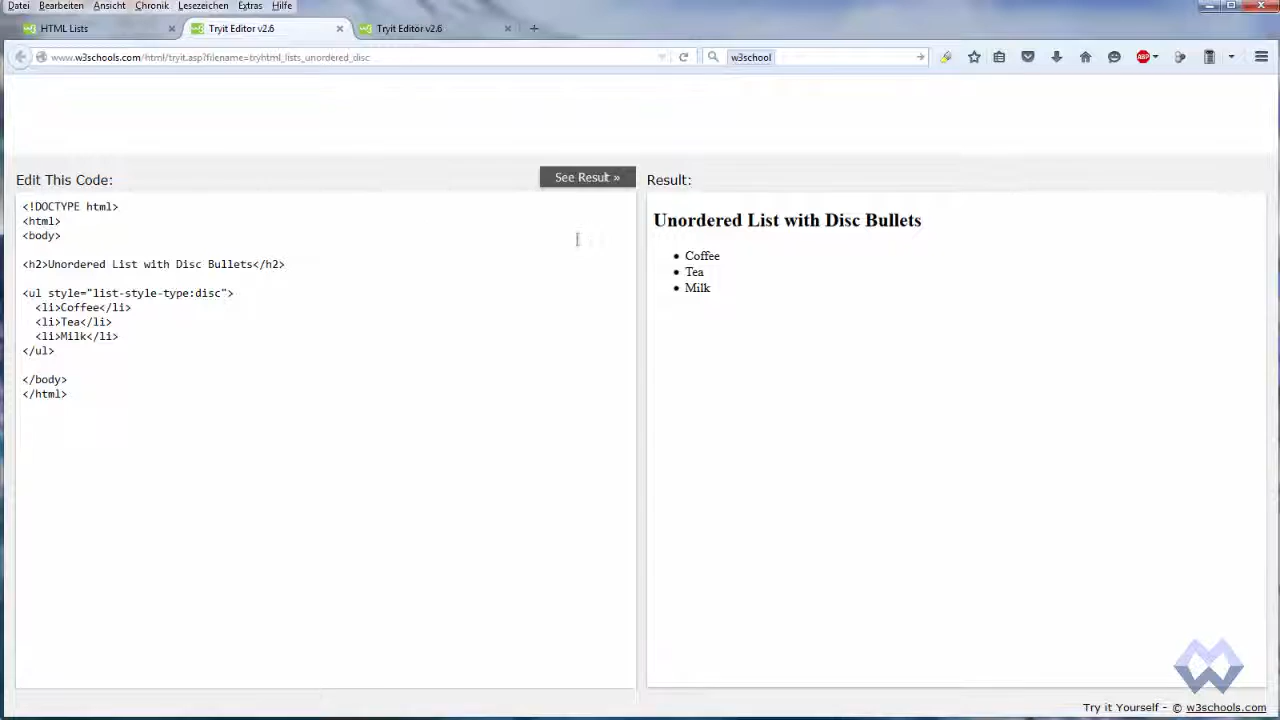 Datei Bearbeiten Ansicht Chronik Lesezeichen Extras Hilfe
HTML Lists Tryit Editor v2.6 Tryit Editor v2.6
www.w3schools.com/html/tryit.asp?filename=tryhtml_lists_unordered_disc w3school ABP
Edit This Code: See Result » Result:
<!DOCTYPE html>
<html>
<body>
<h2>Unordered List with Disc Bullets</h2>
<ul style="list-style-type:disc">
<li>Coffee</li>
<li>Tea</li>
<li>Milk</li>
</ul>
</body>
</html>
Unordered List with Disc Bullets
• Coffee
• Tea
• Milk
Try it Yourself - © w3schools.com